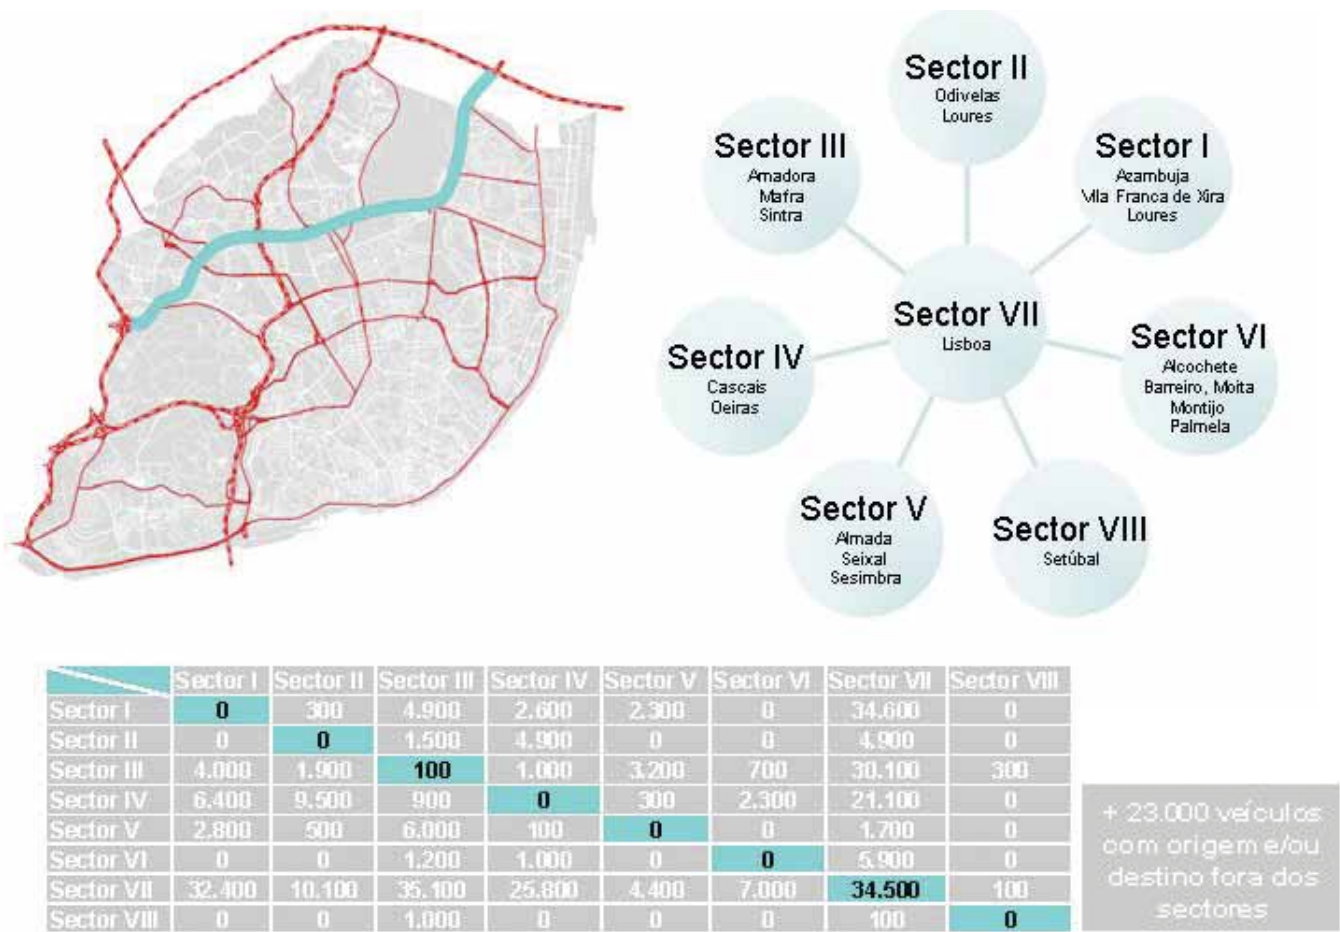 Sector II
Odivelas
Loures
Sector III
Amadora
Mafra
Sintra
Sector I
Azambuja
Vila Franca de Xira
Loures
Sector VII
Lisboa
Sector IV
Cascais
Oeiras
Sector VI
Alcochete
Barreiro, Moita
Montijo
Palmela
Sector V
Almada
Seixal
Sesimbra
Sector VIII
Setúbal
Sector I Sector II Sector III Sector IV Sector V Sector VI Sector VII Sector VIII
Sector I 0 300 4.900 2.600 2.300 0 34.600 0
Sector II 0 0 1.500 4.900 0 0 4.900 0
Sector III 4.000 1.900 100 1.000 3.200 700 30.100 300
Sector IV 6.400 9.500 900 0 300 2.300 21.100 0
Sector V 2.800 500 6.000 100 0 0 1.700 0
Sector VI 0 0 1.200 1.000 0 0 5.900 0
Sector VII 32.400 10.100 35.100 25.800 4.400 7.000 34.500 100
Sector VIII 0 0 1.000 0 0 0 100 0
+ 23.000 veículos
com origem e/ou
destino fora dos
sectores